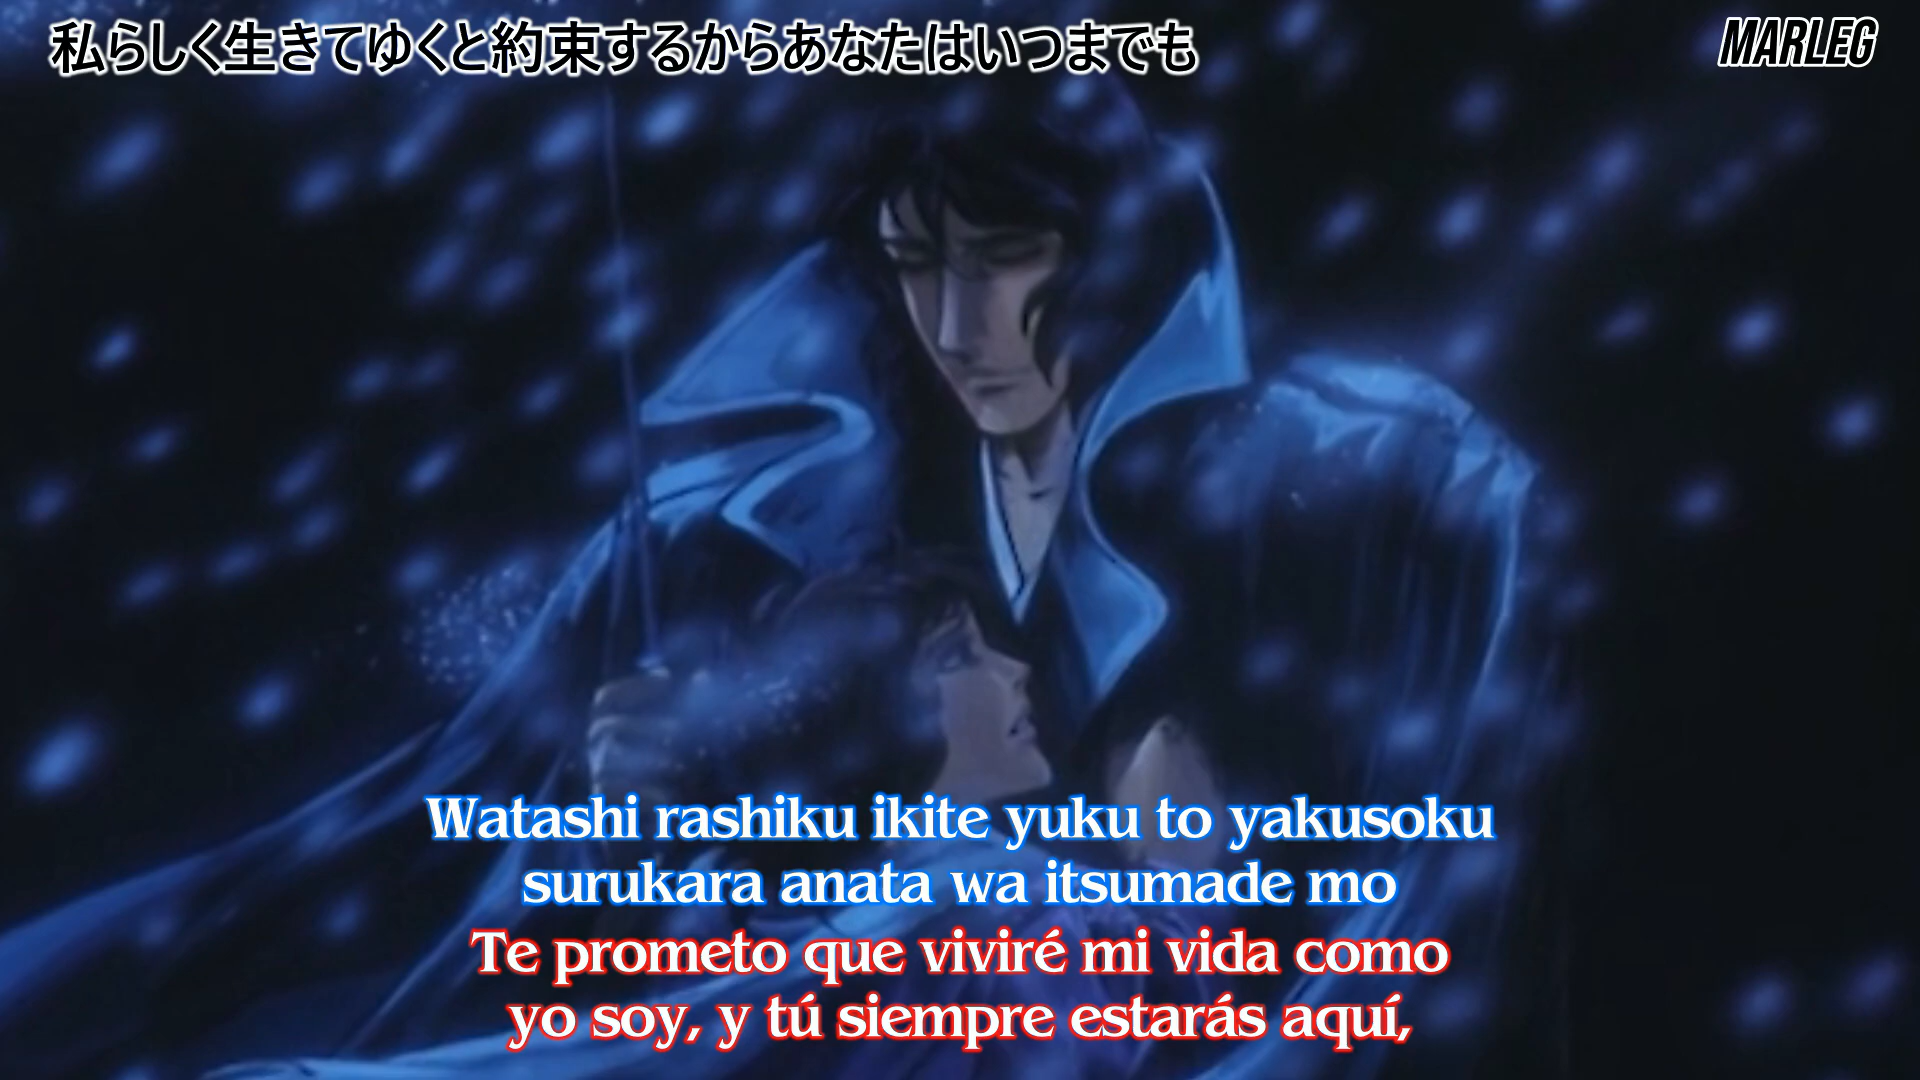 私らしく生きてゆくと約束するからあなたはいつまでも
MARLEG
Watashi rashiku ikite yuku to yakusoku
surukara anata wa itsumade mo
Te prometo que viviré mi vida como
yo soy, y tú siempre estarás aquí,